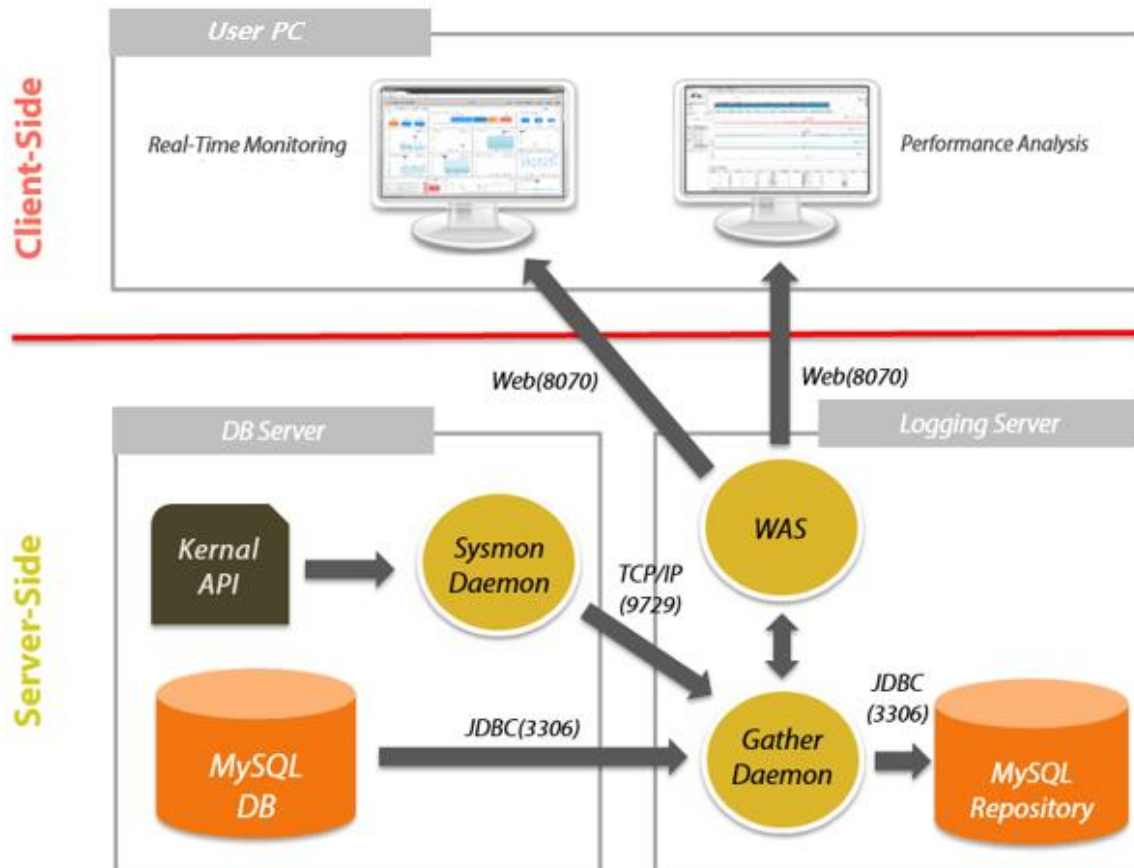 User PC
Client-Side
Real-Time Monitoring
Performance Analysis
Web(8070)
Web(8070)
Server-Side
DB Server
Logging Server
Kernal
API
Sysmon
Daemon
TCP/IP
(9729)
WAS
MySQL
DB
JDBC(3306)
Gather
Daemon
JDBC
(3306)
MySQL
Repository